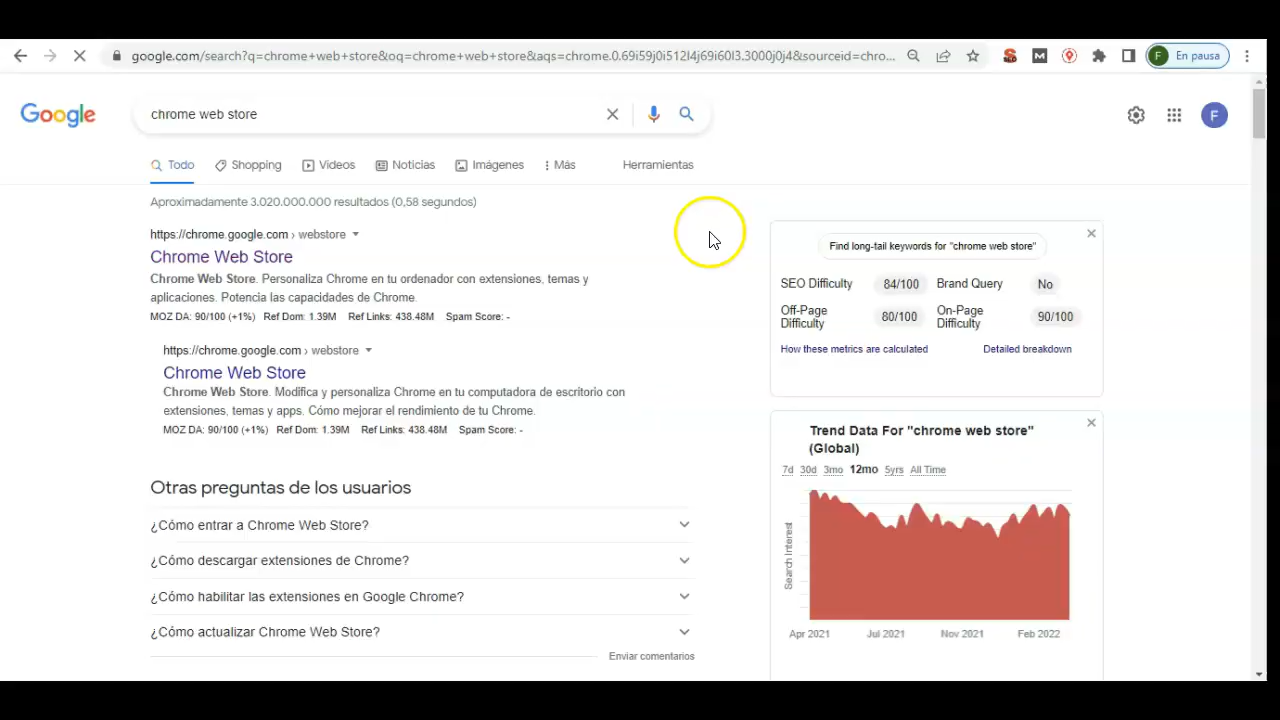 google.com/search?q=chrome+web+store&oq=chrome+web+store&aqs=chrome.0.69i59j0i512l4j69i60l3.3000j0j4&sourceid=chro...
F En pausa
Google
chrome web store
F
Todo Shopping Videos Noticias Imágenes Más Herramientas
Aproximadamente 3.020.000.000 resultados (0,58 segundos)
https://chrome.google.com › webstore
Chrome Web Store
Chrome Web Store. Personaliza Chrome en tu ordenador con extensiones, temas y
aplicaciones. Potencia las capacidades de Chrome.
MOZ DA: 90/100 (+1%) Ref Dom: 1.39M Ref Links: 438.48M Spam Score: -
https://chrome.google.com › webstore
Chrome Web Store
Chrome Web Store. Modifica y personaliza Chrome en tu computadora de escritorio con
extensiones, temas y apps. Cómo mejorar el rendimiento de tu Chrome.
MOZ DA: 90/100 (+1%) Ref Dom: 1.39M Ref Links: 438.48M Spam Score: -
Otras preguntas de los usuarios
¿Cómo entrar a Chrome Web Store?
¿Cómo descargar extensiones de Chrome?
¿Cómo habilitar las extensiones en Google Chrome?
¿Cómo actualizar Chrome Web Store?
Enviar comentarios
Find long-tail keywords for "chrome web store"
SEO Difficulty 84/100 Brand Query No
Off-Page Difficulty 80/100 On-Page Difficulty 90/100
How these metrics are calculated Detailed breakdown
Trend Data For "chrome web store"
(Global)
7d 30d 3mo 12mo 5yrs All Time
Search Interest
Apr 2021 Jul 2021 Nov 2021 Feb 2022